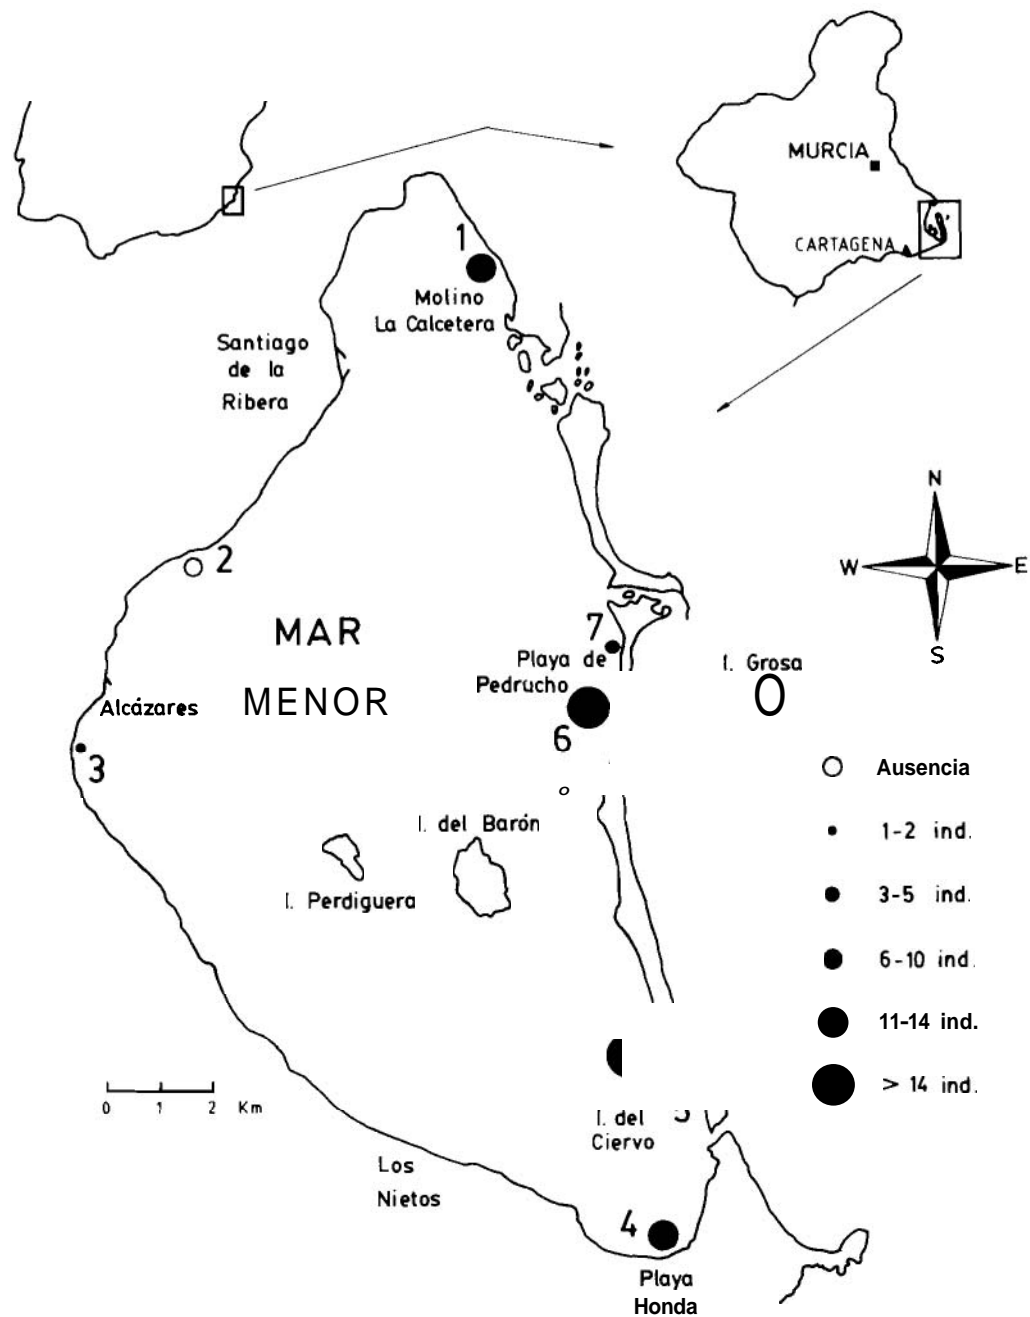 MURCIA
CARTAGENA
1
Molino
La Calcetera
Santiago
de la
Ribera
N
W
E
S
2
MAR
MENOR
7
Playa de
Pedrucho
6
I. Grosa
Alcázares
3
Ausencia
1-2 ind.
3-5 ind.
6-10 ind.
11-14 ind.
> 14 ind.
I. del Barón
I. Perdiguera
0 1 2 Km
I. del
Ciervo
Los
Nietos
4
Playa
Honda